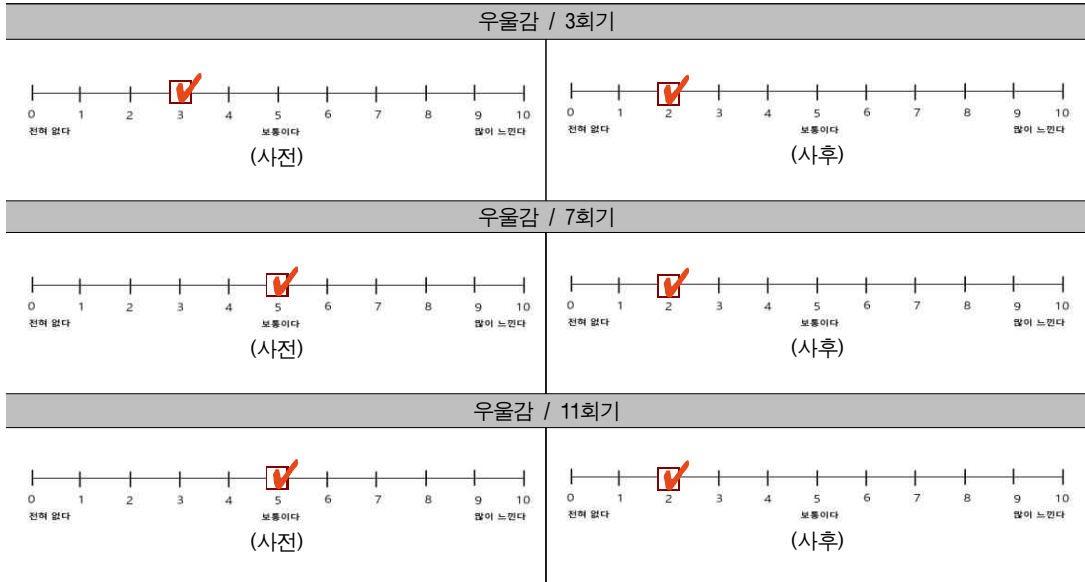 우울감 / 3회기
0 1 2 3 4 5 6 7 8 9 10
전혀 없다 보통이다 많이 느낀다
(사전)
0 1 2 3 4 5 6 7 8 9 10
전혀 없다 보통이다 많이 느낀다
(사후)
우울감 / 7회기
0 1 2 3 4 5 6 7 8 9 10
전혀 없다 보통이다 많이 느낀다
(사전)
0 1 2 3 4 5 6 7 8 9 10
전혀 없다 보통이다 많이 느낀다
(사후)
우울감 / 11회기
0 1 2 3 4 5 6 7 8 9 10
전혀 없다 보통이다 많이 느낀다
(사전)
0 1 2 3 4 5 6 7 8 9 10
전혀 없다 보통이다 많이 느낀다
(사후)